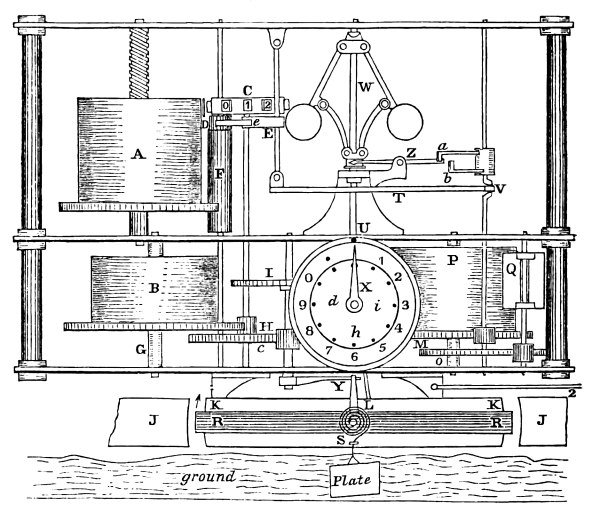 W
C
0 1 2
D e E
A
F
Z a
b
T V
U
P
B
Q
I
X
0 1 2 3 4 5 6 7 8 9
d i
h
H
G c
M
o
Y
2
K L K
J R R J
S
ground Plate